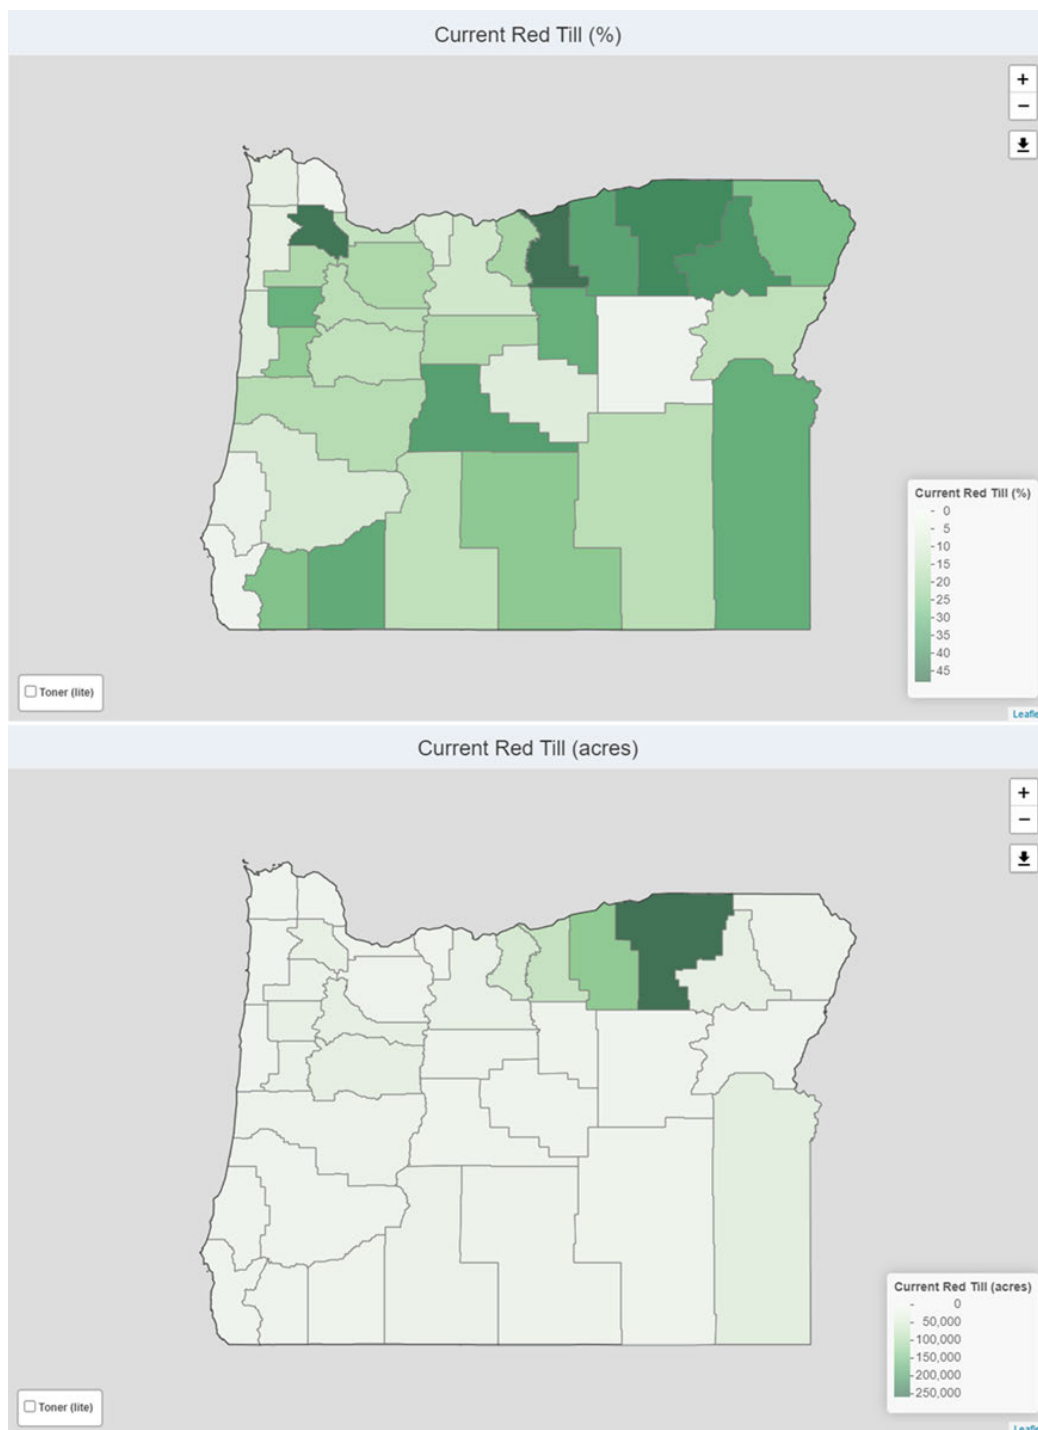 Current Red Till (%)
+
−
Current Red Till (%)
0
5
10
15
20
25
30
35
40
45
Toner (lite)
Leafle
Current Red Till (acres)
+
−
Current Red Till (acres)
0
50,000
100,000
150,000
200,000
250,000
Toner (lite)
Leafle